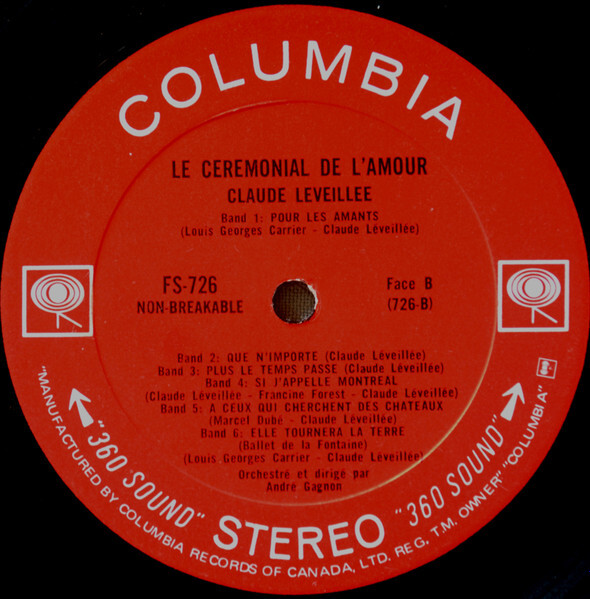 COLUMBIA
LE CEREMONIAL DE L'AMOUR
CLAUDE LEVEILLEE
Band 1: POUR LES AMANTS
(Louis Georges Carrier - Claude Léveillée)
FS-726
NON-BREAKABLE
Face B
(726-B)
Band 2: QUE N'IMPORTE (Claude Léveillée)
Band 3: PLUS LE TEMPS PASSE (Claude Léveillée)
Band 4: SI J'APPELLE MONTREAL
(Claude Léveillée - Francine Forest - Claude Léveillée)
Band 5: A CEUX QUI CHERCHENT DES CHATEAUX
(Marcel Dubé - Claude Léveillée)
Band 6: ELLE TOURNERA LA TERRE
(Ballet de la Fontaine)
(Louis Georges Carrier - Claude Léveillée)
Orchestré et dirigé par
André Gagnon
"360 SOUND" STEREO "360 SOUND"
"MANUFACTURED BY COLUMBIA RECORDS OF CANADA, LTD. REG. T.M. OWNER" "COLUMBIA"